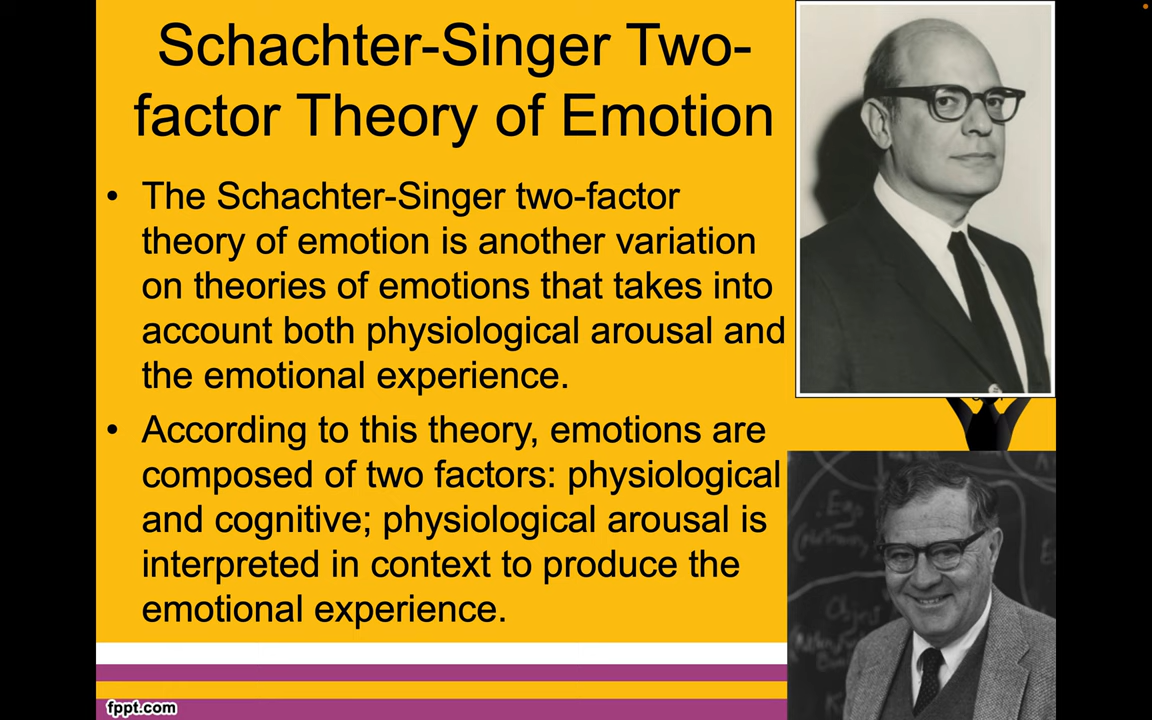 Schachter-Singer Two-
factor Theory of Emotion
• The Schachter-Singer two-factor
theory of emotion is another variation
on theories of emotions that takes into
account both physiological arousal and
the emotional experience.
• According to this theory, emotions are
composed of two factors: physiological
and cognitive; physiological arousal is
interpreted in context to produce the
emotional experience.
fppt.com